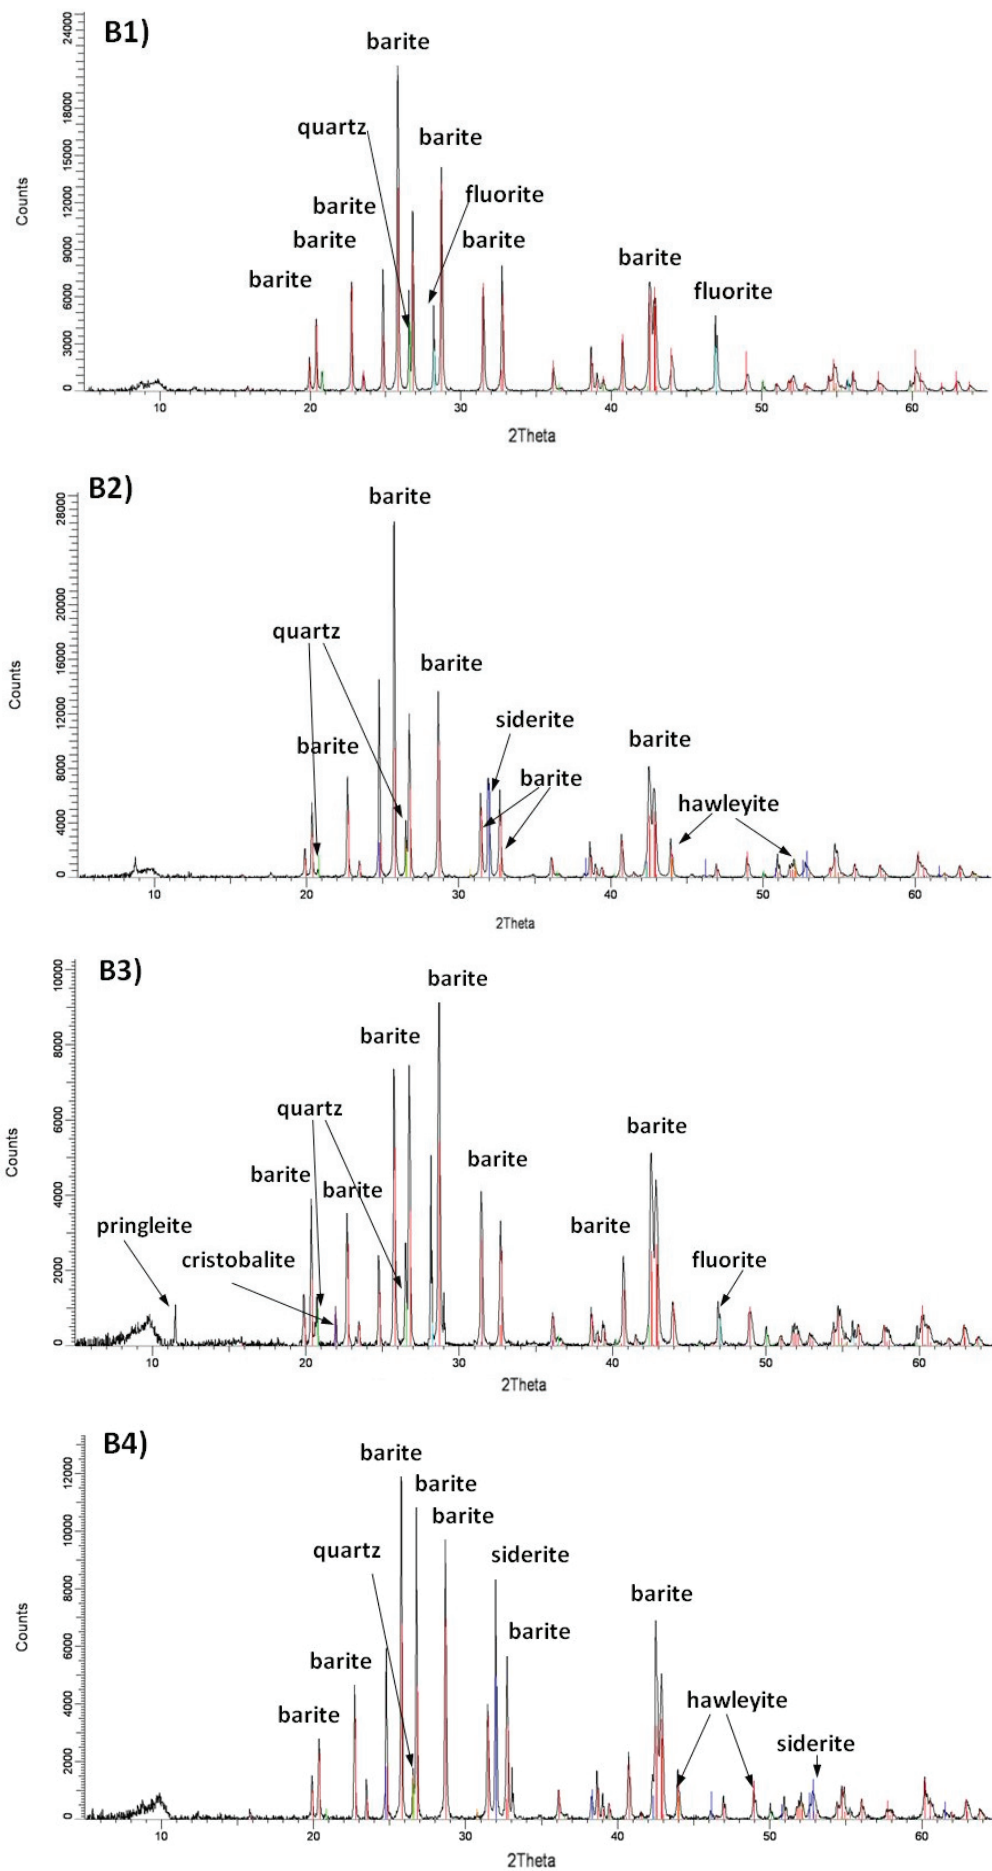 B1)
barite
quartz
barite
fluorite
barite
barite
barite
barite
barite
fluorite
Counts
24000
18000
15000
12000
9000
6000
3000
0
10 20 30 40 50 60
2Theta
B2)
barite
quartz
barite
siderite
barite
barite
barite
hawleyite
Counts
28000
20000
16000
12000
8000
4000
0
10 20 30 40 50 60
2Theta
B3)
barite
barite
quartz
barite
barite
barite
barite
barite
pringleite
cristobalite
fluorite
Counts
10000
8000
6000
4000
2000
0
10 20 30 40 50 60
2Theta
B4)
barite
barite
barite
quartz
siderite
barite
barite
barite
barite
hawleyite
siderite
Counts
12000
10000
8000
6000
4000
2000
0
10 20 30 40 50 60
2Theta